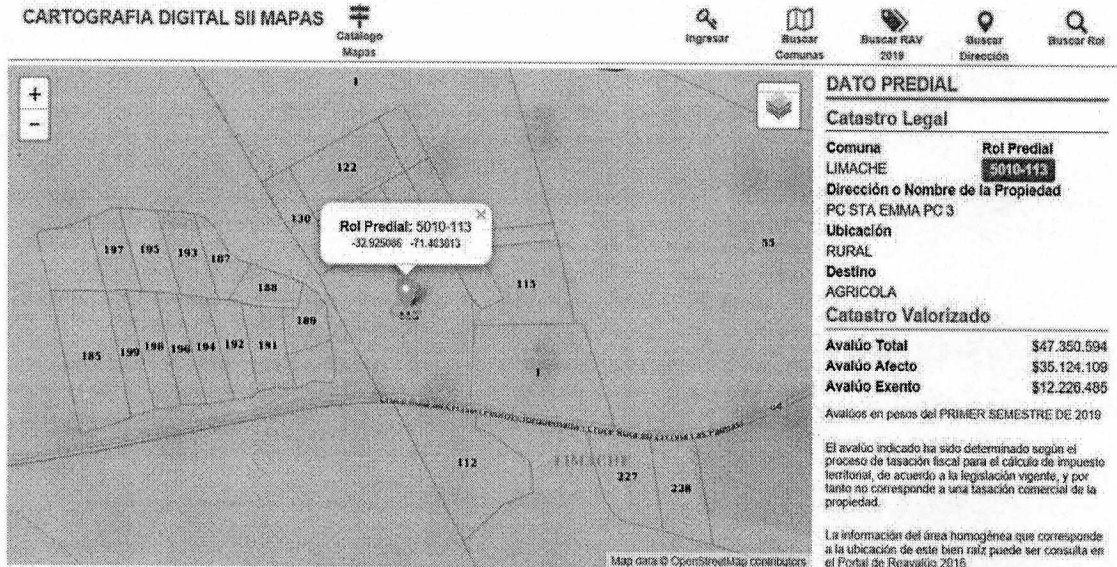 CARTOGRAFIA DIGITAL SII MAPAS
Catálogo
Mapas
Ingresar
Buscar
Comunas
Buscar RAV
2019
Buscar
Dirección
Buscar Rol
+
-
1
122
130
Rol Predial: 5010-113
×
197
195
193
187
188
189
115
55
113
185
199
198
196
194
192
191
1
112
LIMACHE
227
228
Map data © OpenStreetMap contributors
DATO PREDIAL
Catastro Legal
Comuna Rol Predial
LIMACHE 5010-113
Dirección o Nombre de la Propiedad
PC STA EMMA PC 3
Ubicación
RURAL
Destino
AGRICOLA
Catastro Valorizado
Avalúo Total $47.350.594
Avalúo Afecto $35.124.109
Avalúo Exento $12.226.485
Avalúos en pesos del PRIMER SEMESTRE DE 2019
El avalúo indicado ha sido determinado según el
proceso de tasación fiscal para el cálculo de impuesto
territorial, de acuerdo a la legislación vigente, y por
tanto no corresponde a una tasación comercial de la
propiedad.
La información del área homogénea que corresponde
a la ubicación de este bien raíz puede ser consulta en
el Portal de Reavalúo 2016